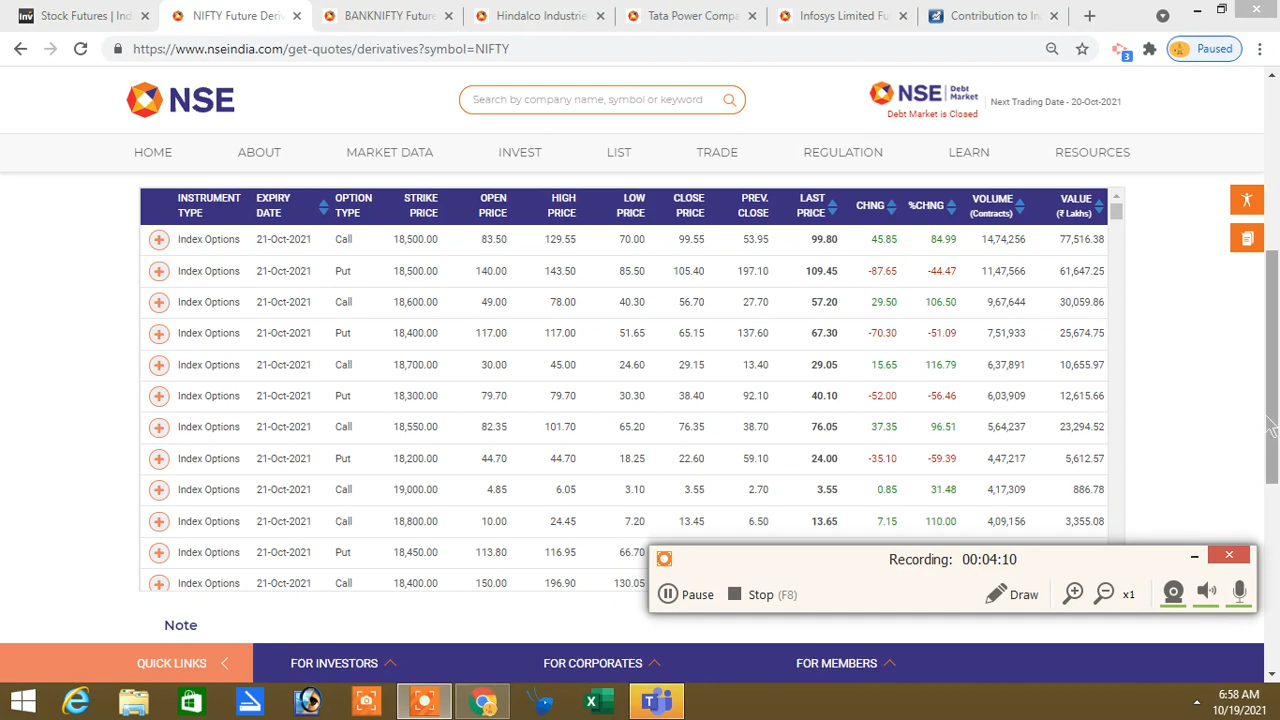 Stock Futures | Ind
NIFTY Future Deri
BANKNIFTY Future
Hindalco Industrie
Tata Power Comp
Infosys Limited Fu
Contribution to In
https://www.nseindia.com/get-quotes/derivatives?symbol=NIFTY
3
Paused
NSE
Search by company name, symbol or keyword
NSE Debt Market
Debt Market is Closed
Next Trading Date - 20-Oct-2021
HOME ABOUT MARKET DATA INVEST LIST TRADE REGULATION LEARN RESOURCES
INSTRUMENT TYPE EXPIRY DATE OPTION TYPE STRIKE PRICE OPEN PRICE HIGH PRICE LOW PRICE CLOSE PRICE PREV. CLOSE LAST PRICE CHNG %CHNG VOLUME (Contracts) VALUE (₹ Lakhs)
Index Options 21-Oct-2021 Call 18,500.00 83.50 129.55 70.00 99.55 53.95 99.80 45.85 84.99 14,74,256 77,516.38
Index Options 21-Oct-2021 Put 18,500.00 140.00 143.50 85.50 105.40 197.10 109.45 -87.65 -44.47 11,47,566 61,647.25
Index Options 21-Oct-2021 Call 18,600.00 49.00 78.00 40.30 56.70 27.70 57.20 29.50 106.50 9,67,644 30,059.86
Index Options 21-Oct-2021 Put 18,400.00 117.00 117.00 51.65 65.15 137.60 67.30 -70.30 -51.09 7,51,933 25,674.75
Index Options 21-Oct-2021 Call 18,700.00 30.00 45.00 24.60 29.15 13.40 29.05 15.65 116.79 6,37,891 10,655.97
Index Options 21-Oct-2021 Put 18,300.00 79.70 79.70 30.30 38.40 92.10 40.10 -52.00 -56.46 6,03,909 12,615.66
Index Options 21-Oct-2021 Call 18,550.00 82.35 101.70 65.20 76.35 38.70 76.05 37.35 96.51 5,64,237 23,294.52
Index Options 21-Oct-2021 Put 18,200.00 44.70 44.70 18.25 22.60 59.10 24.00 -35.10 -59.39 4,47,217 5,612.57
Index Options 21-Oct-2021 Call 19,000.00 4.85 6.05 3.10 3.55 2.70 3.55 0.85 31.48 4,17,309 886.78
Index Options 21-Oct-2021 Call 18,800.00 10.00 24.45 7.20 13.45 6.50 13.65 7.15 110.00 4,09,156 3,355.08
Index Options 21-Oct-2021 Put 18,450.00 113.80 116.95 66.70
Index Options 21-Oct-2021 Call 18,400.00 150.00 196.90 130.05
Recording: 00:04:10
Pause Stop (F8) Draw x1
Note
QUICK LINKS FOR INVESTORS FOR CORPORATES FOR MEMBERS
6:58 AM
10/19/2021